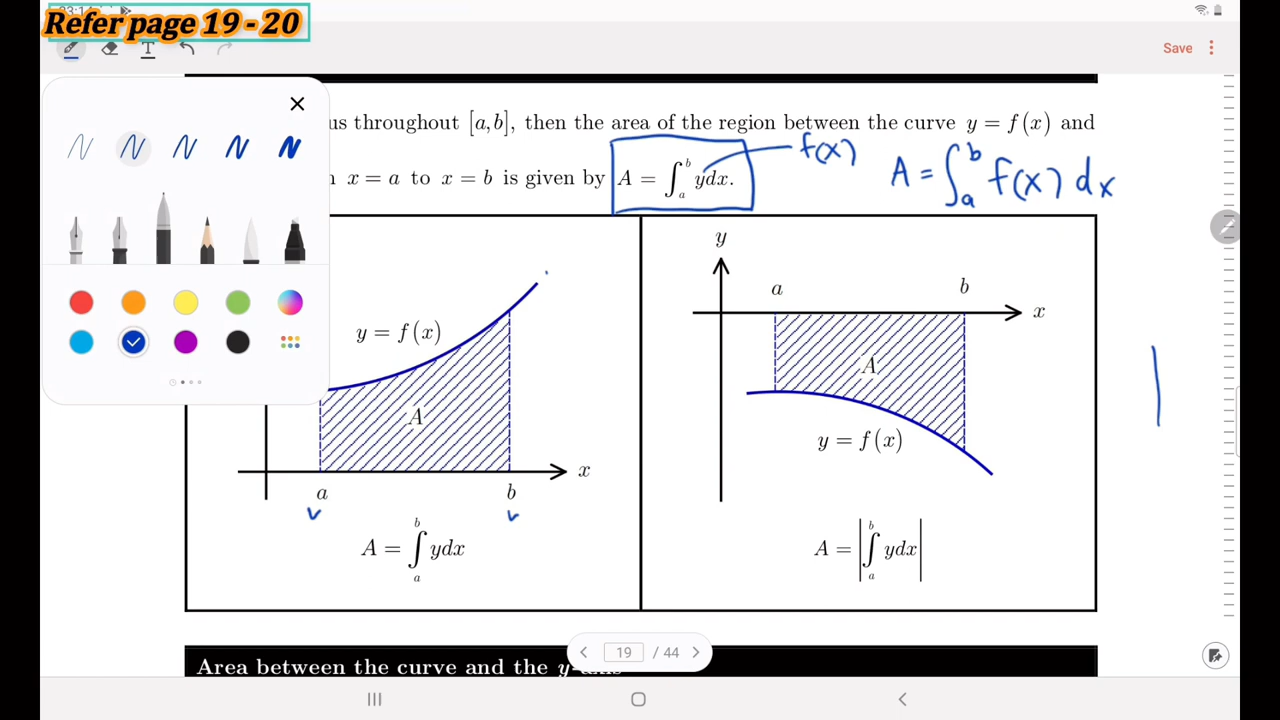 Refer page 19 - 20
Save
us throughout [a,b], then the area of the region between the curve y = f(x) and
x = a to x = b is given by A = ∫_a^b ydx.
f(x)
A = ∫_a^b f(x) dx
y = f(x)
A
x
a
b
A = ∫_a^b ydx
y
a
b
x
A
y = f(x)
A = |∫_a^b ydx|
19 / 44
Area between the curve and the y-axis